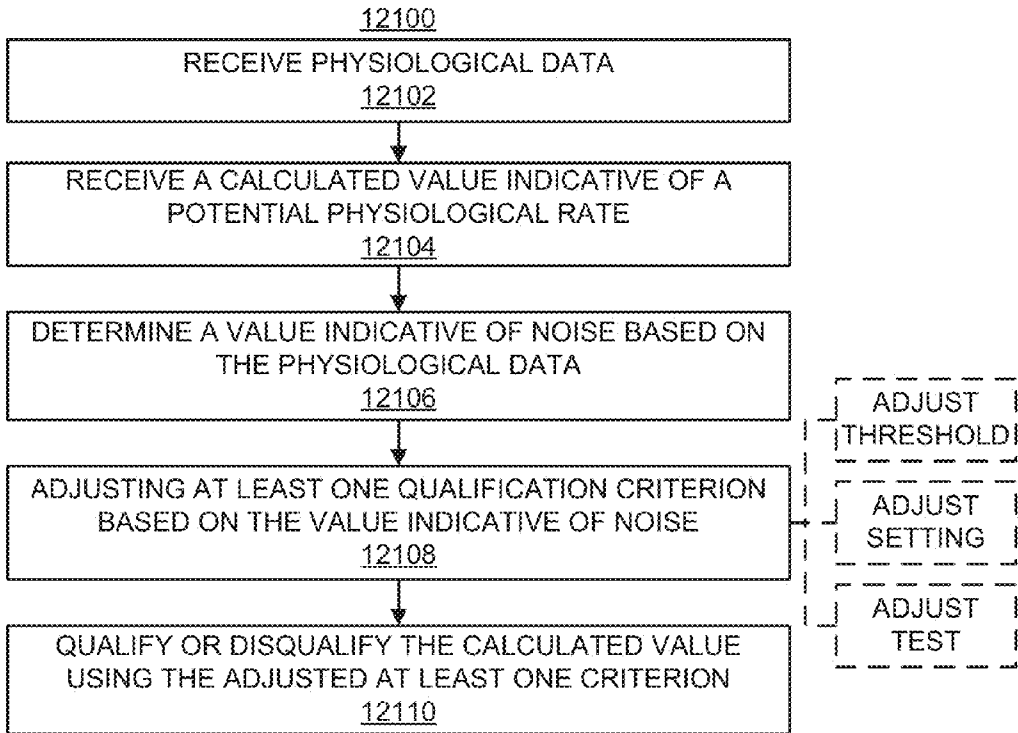 12100
RECEIVE PHYSIOLOGICAL DATA
12102
RECEIVE A CALCULATED VALUE INDICATIVE OF A
POTENTIAL PHYSIOLOGICAL RATE
12104
DETERMINE A VALUE INDICATIVE OF NOISE BASED ON
THE PHYSIOLOGICAL DATA
12106
ADJUSTING AT LEAST ONE QUALIFICATION CRITERION
BASED ON THE VALUE INDICATIVE OF NOISE
12108
ADJUST
THRESHOLD
ADJUST
SETTING
ADJUST
TEST
QUALIFY OR DISQUALIFY THE CALCULATED VALUE
USING THE ADJUSTED AT LEAST ONE CRITERION
12110